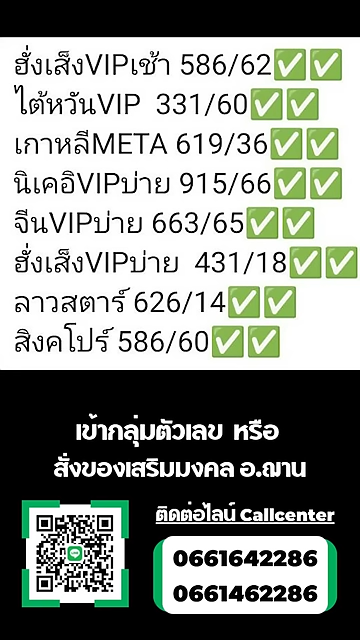 ฮั่งเส็งVIPเช้า 586/62✅✅
ไต้หวันVIP 331/60✅✅
เกาหลีMETA 619/36✅✅
นิเคอิVIPบ่าย 915/66✅✅
จีนVIPบ่าย 663/65✅✅
ฮั่งเส็งVIPบ่าย 431/18✅✅
ลาวสตาร์ 626/14✅✅
สิงคโปร์ 586/60✅✅
เข้ากลุ่มตัวเลข หรือ
สั่งของเสริมมงคล อ.ฌาน
ติดต่อไลน์ Callcenter
0661642286
0661462286